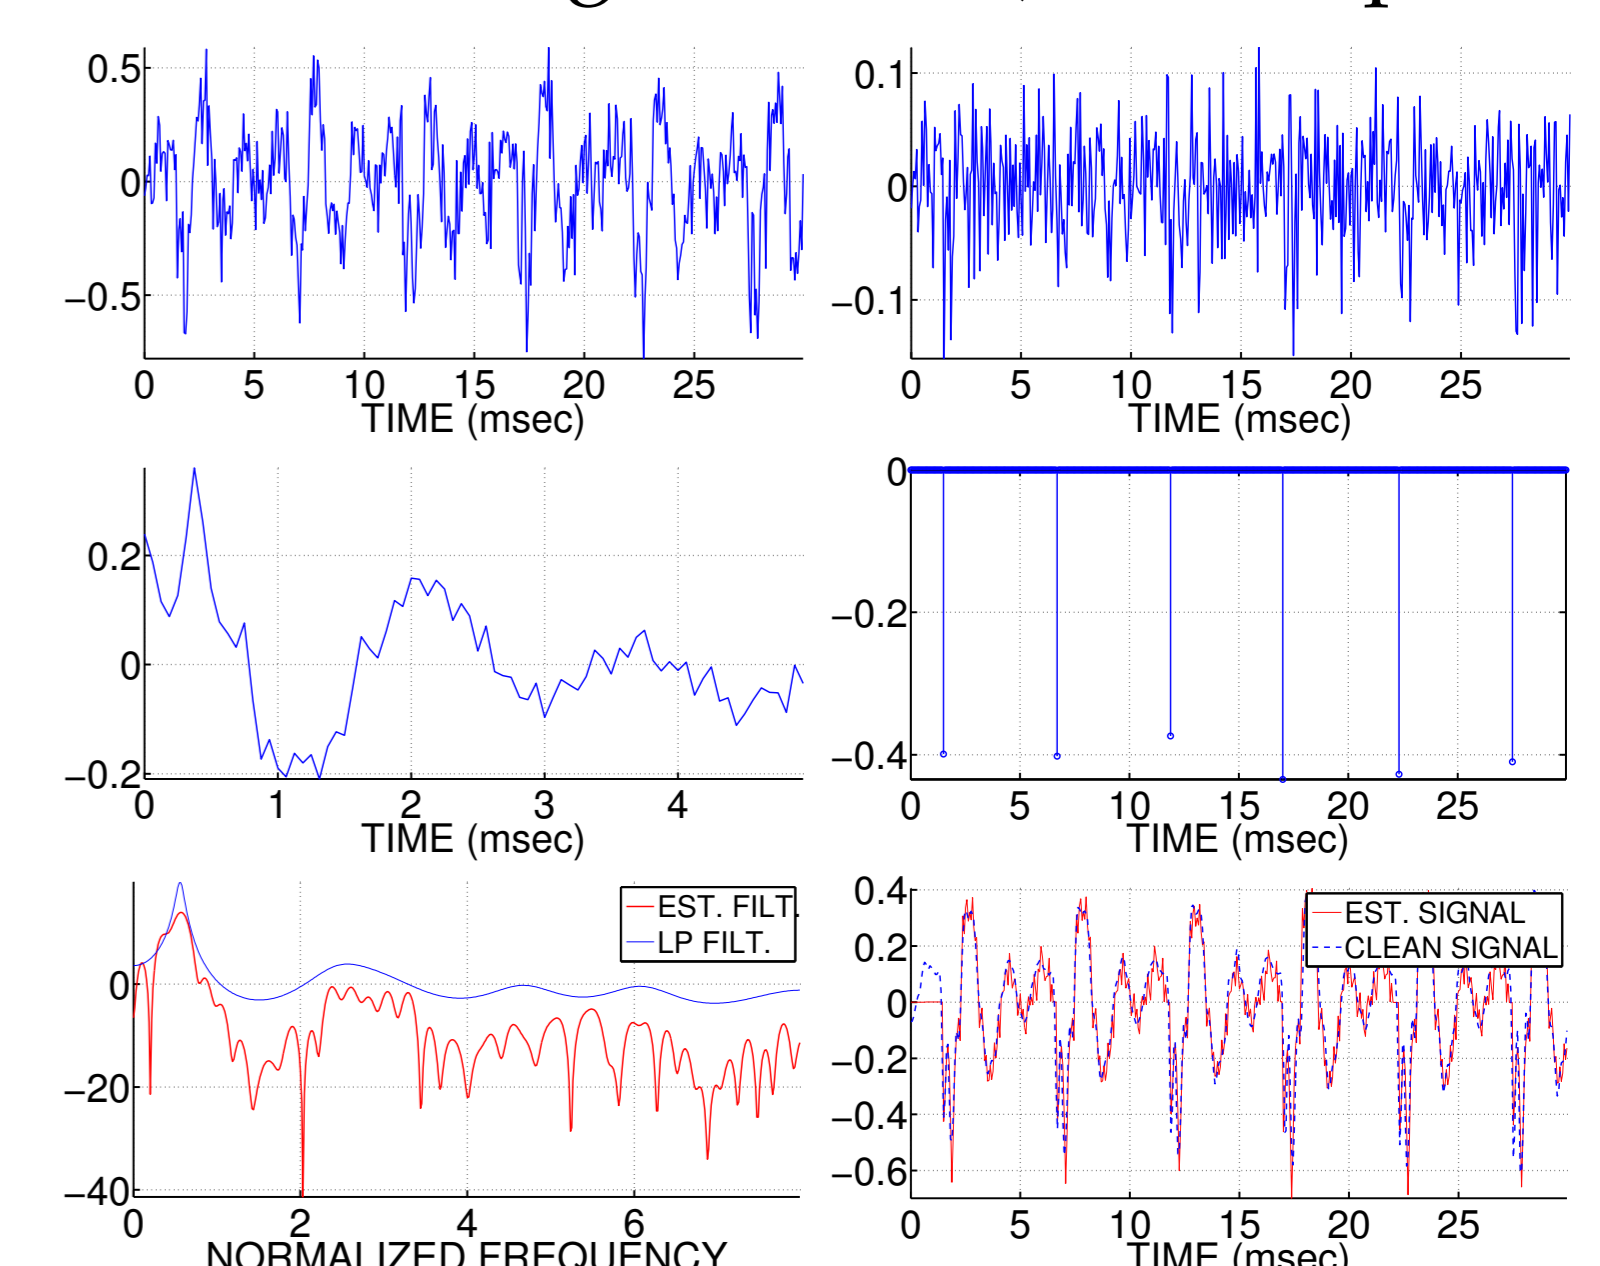 0.5
0
−0.5
0 5 10 15 20 25
TIME (msec)
0.1
0
−0.1
0 5 10 15 20 25
TIME (msec)
0.2
0
−0.2
0 1 2 3 4
TIME (msec)
0
−0.2
−0.4
0 5 10 15 20 25
TIME (msec)
EST. FILT.
LP FILT.
0
−20
−40
0 2 4 6
NORMALIZED FREQUENCY
EST. SIGNAL
CLEAN SIGNAL
0.4
0.2
0
−0.2
−0.4
−0.6
0 5 10 15 20 25
TIME (msec)